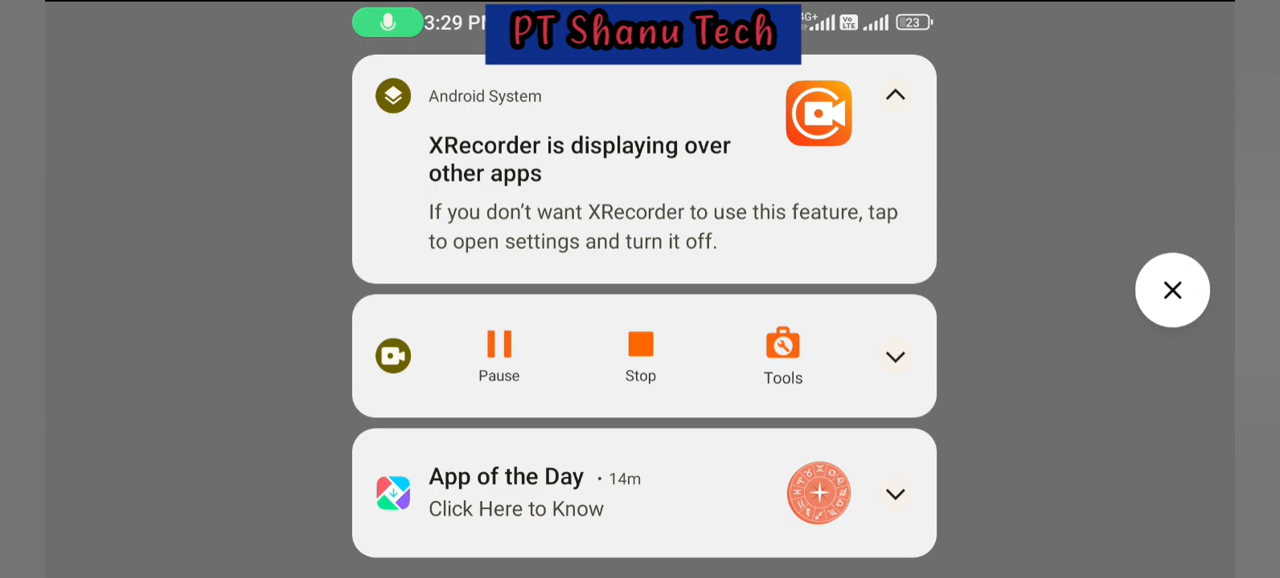 3:29 PM
PT Shanu Tech
4G+
Vo
LTE
23
Android System
XRecorder is displaying over
other apps
If you don’t want XRecorder to use this feature, tap
to open settings and turn it off.
Pause
Stop
Tools
App of the Day • 14m
Click Here to Know